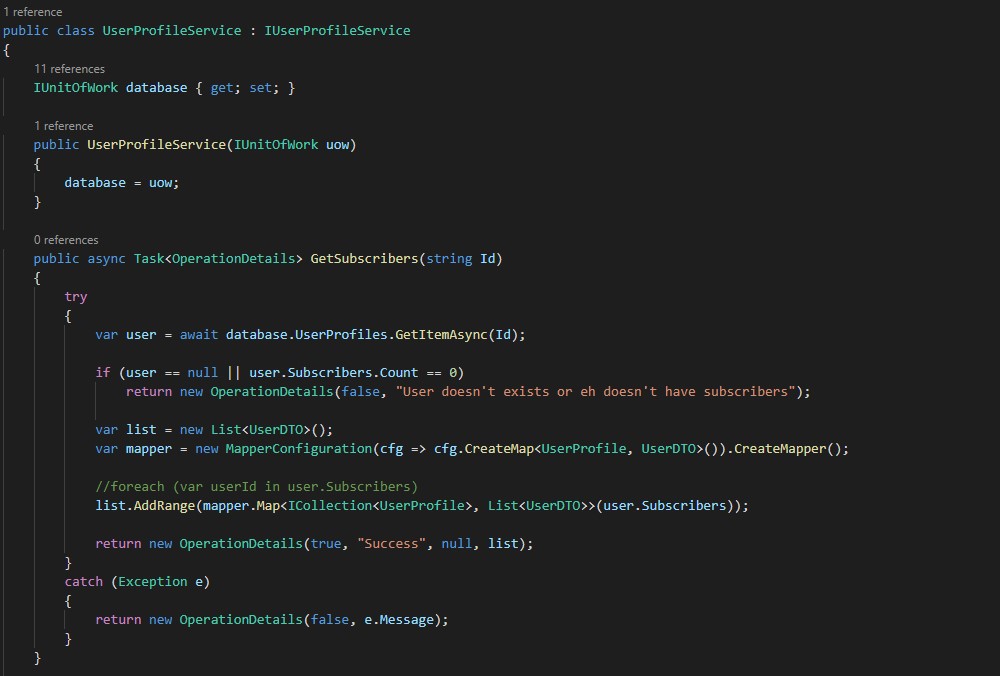 1 reference
public class UserProfileService : IUserProfileService
{
11 references
IUnitOfWork database { get; set; }
1 reference
public UserProfileService(IUnitOfWork uow)
{
database = uow;
}
0 references
public async Task<OperationDetails> GetSubscribers(string Id)
{
try
{
var user = await database.UserProfiles.GetItemAsync(Id);
if (user == null || user.Subscribers.Count == 0)
return new OperationDetails(false, "User doesn't exists or eh doesn't have subscribers");
var list = new List<UserDTO>();
var mapper = new MapperConfiguration(cfg => cfg.CreateMap<UserProfile, UserDTO>()).CreateMapper();
//foreach (var userId in user.Subscribers)
list.AddRange(mapper.Map<ICollection<UserProfile>, List<UserDTO>>(user.Subscribers));
return new OperationDetails(true, "Success", null, list);
}
catch (Exception e)
{
return new OperationDetails(false, e.Message);
}
}